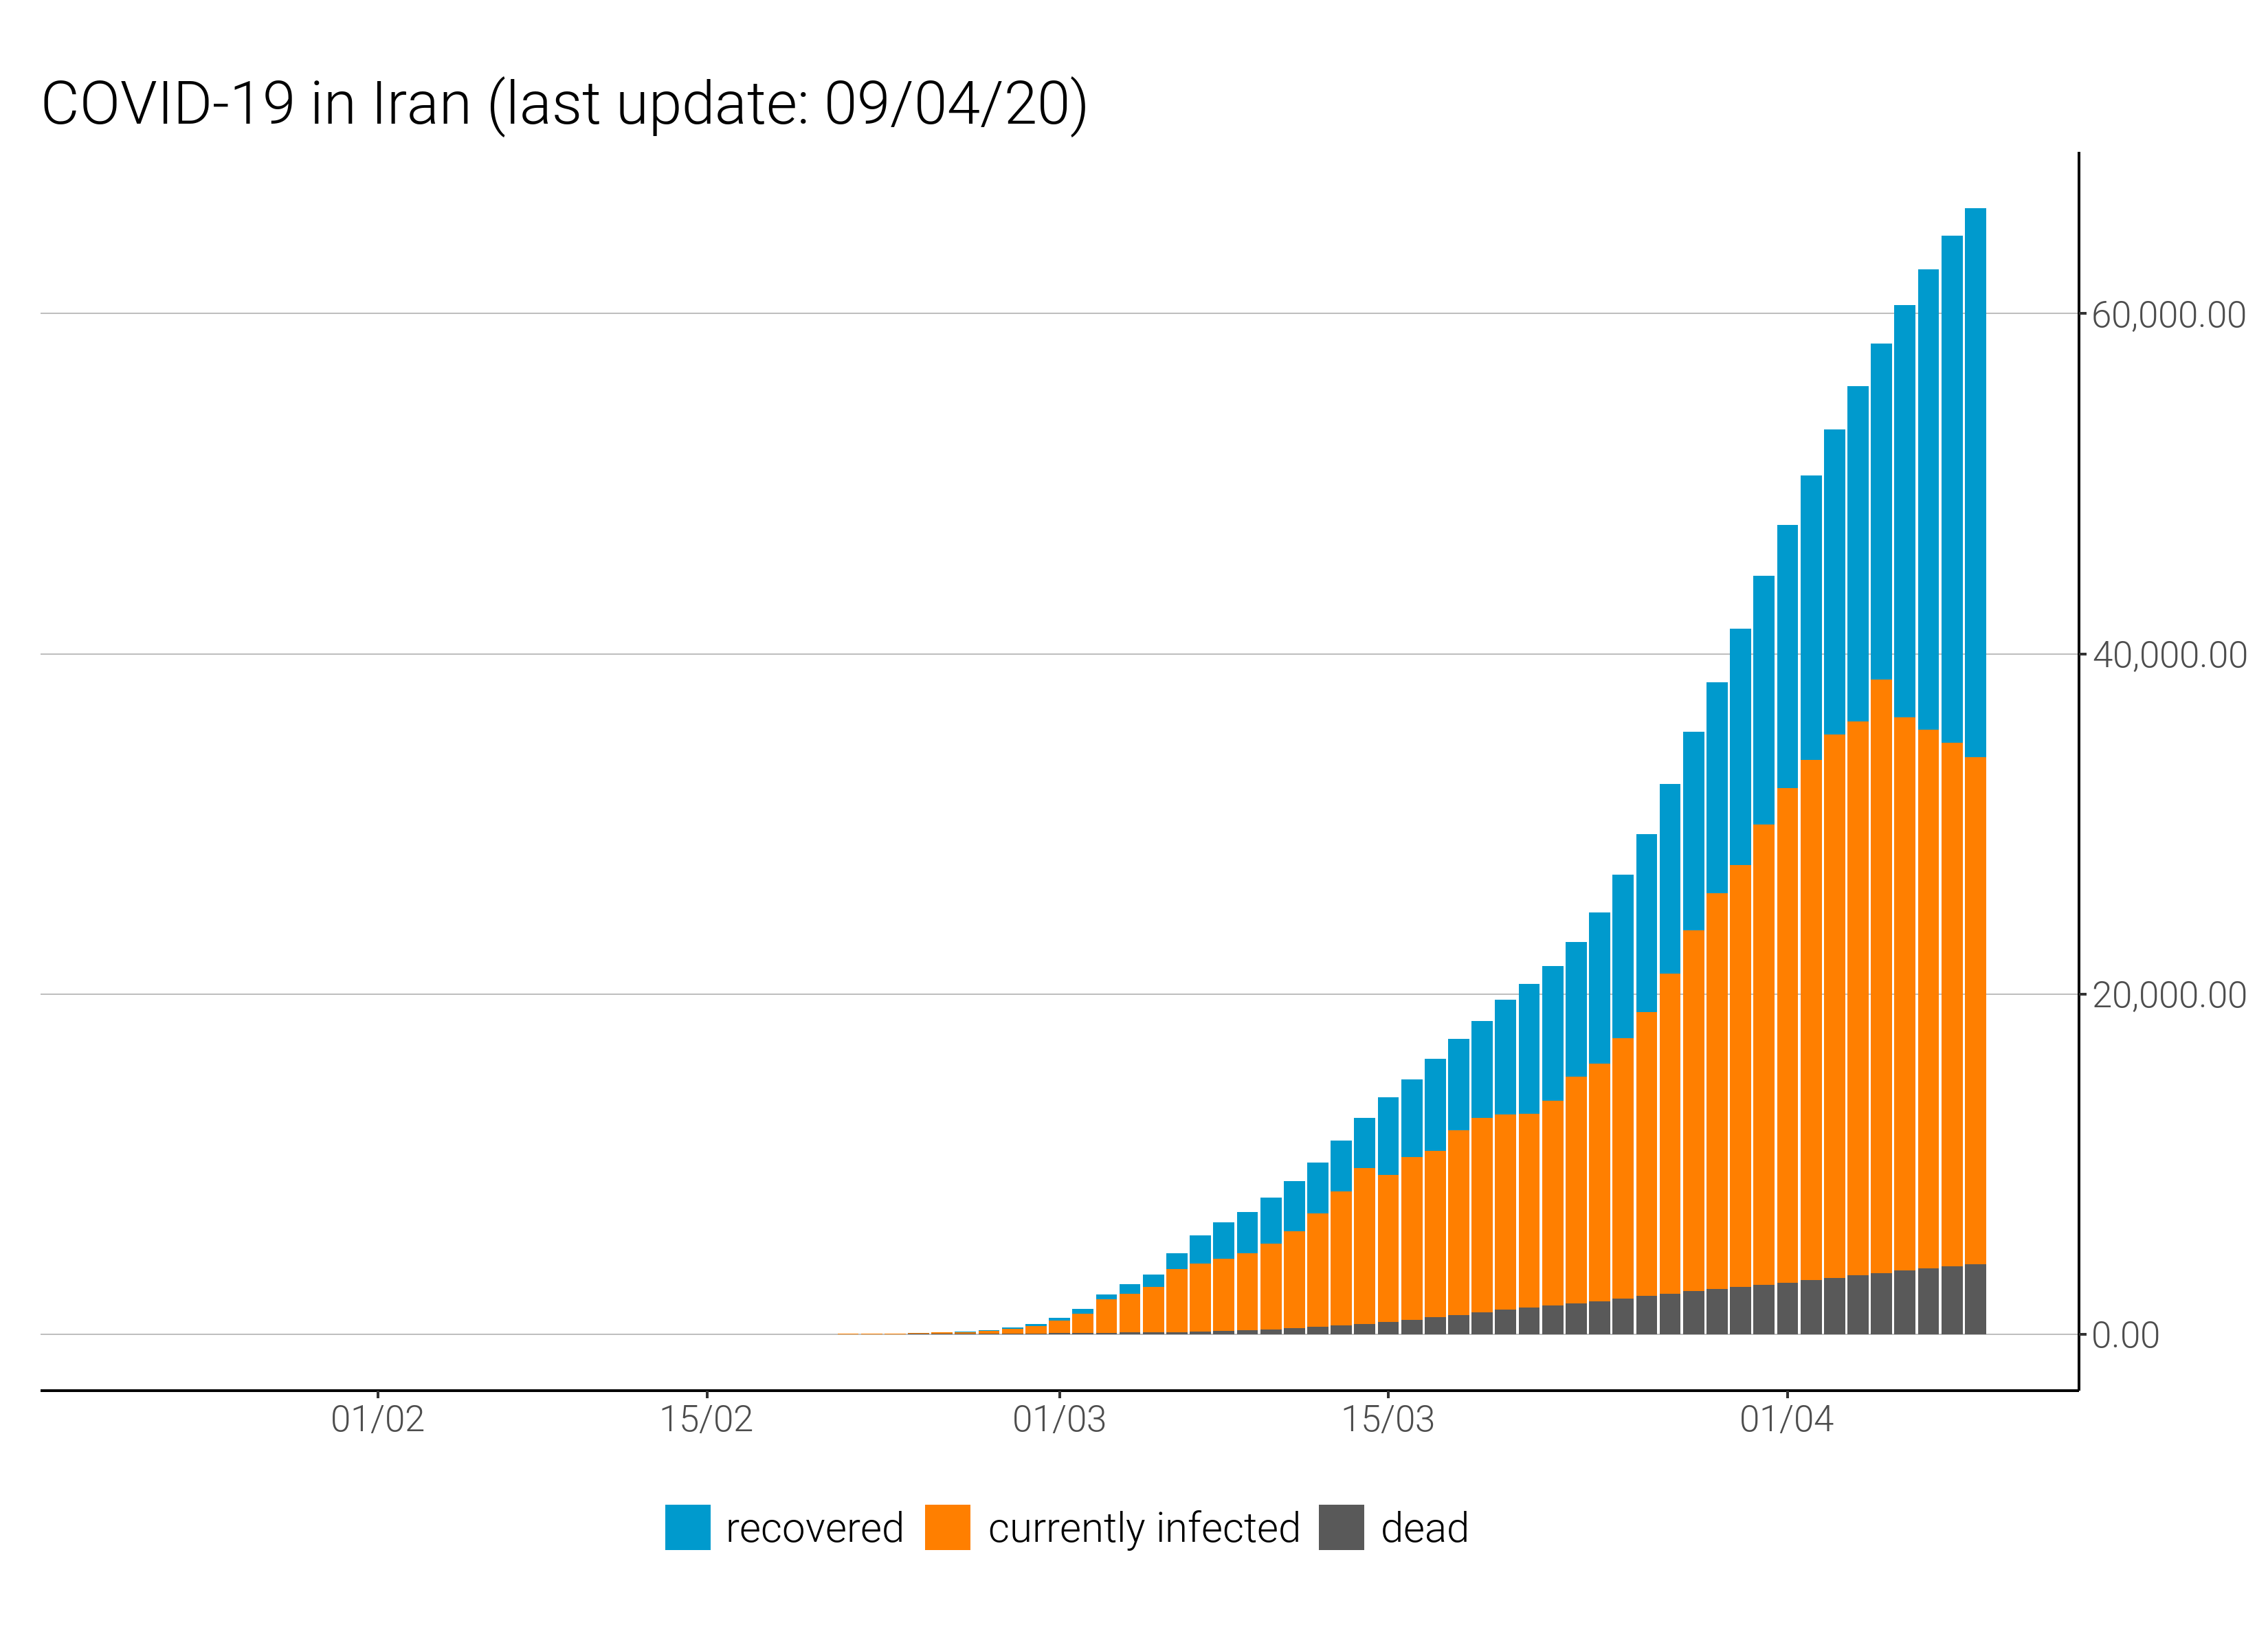 COVID-19 in Iran (last update: 09/04/20)
60,000.00
40,000.00
20,000.00
0.00
01/02 15/02 01/03 15/03 01/04
recovered currently infected dead